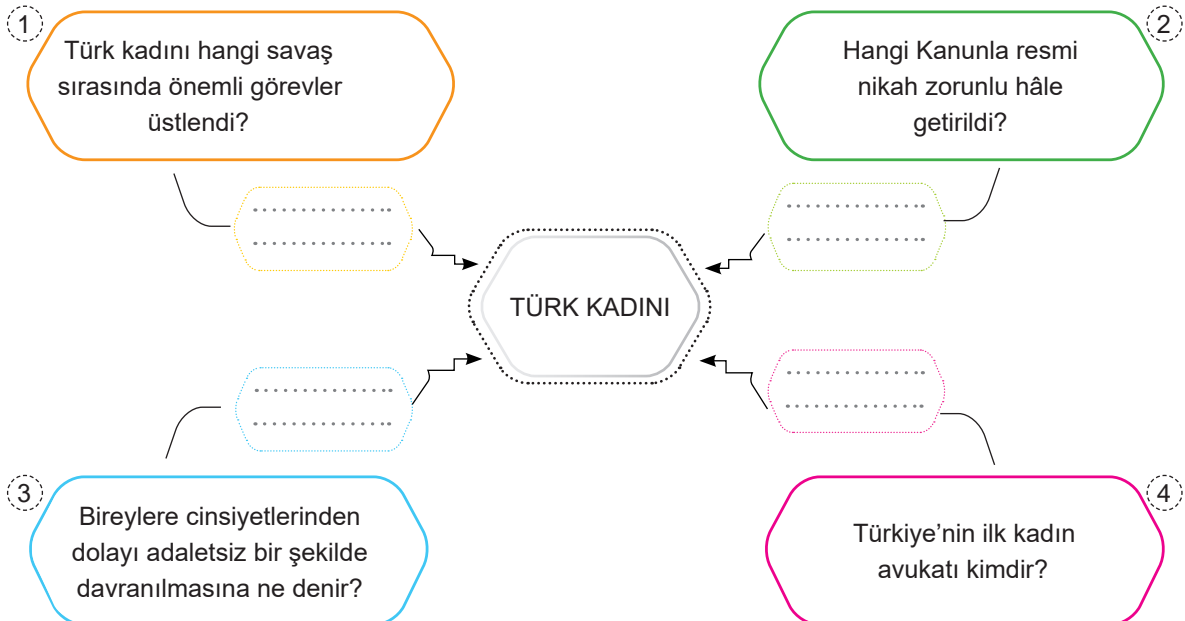 1
Türk kadını hangi savaş
sırasında önemli görevler
üstlendi?
2
Hangi Kanunla resmi
nikah zorunlu hâle
getirildi?
TÜRK KADINI
3
Bireylere cinsiyetlerinden
dolayı adaletsiz bir şekilde
davranılmasına ne denir?
4
Türkiye’nin ilk kadın
avukatı kimdir?